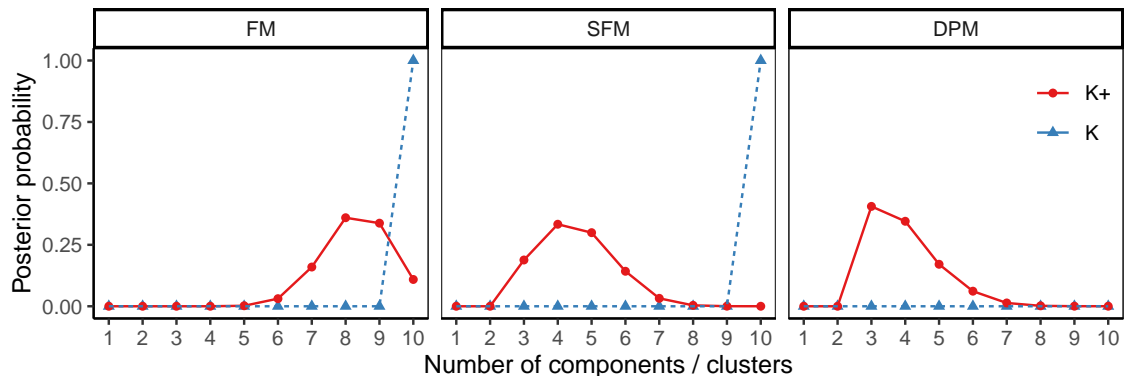 FM SFM DPM
Posterior probability
1.00
0.75
0.50
0.25
0.00
K+
K
1 2 3 4 5 6 7 8 9 10 1 2 3 4 5 6 7 8 9 10 1 2 3 4 5 6 7 8 9 10
Number of components / clusters